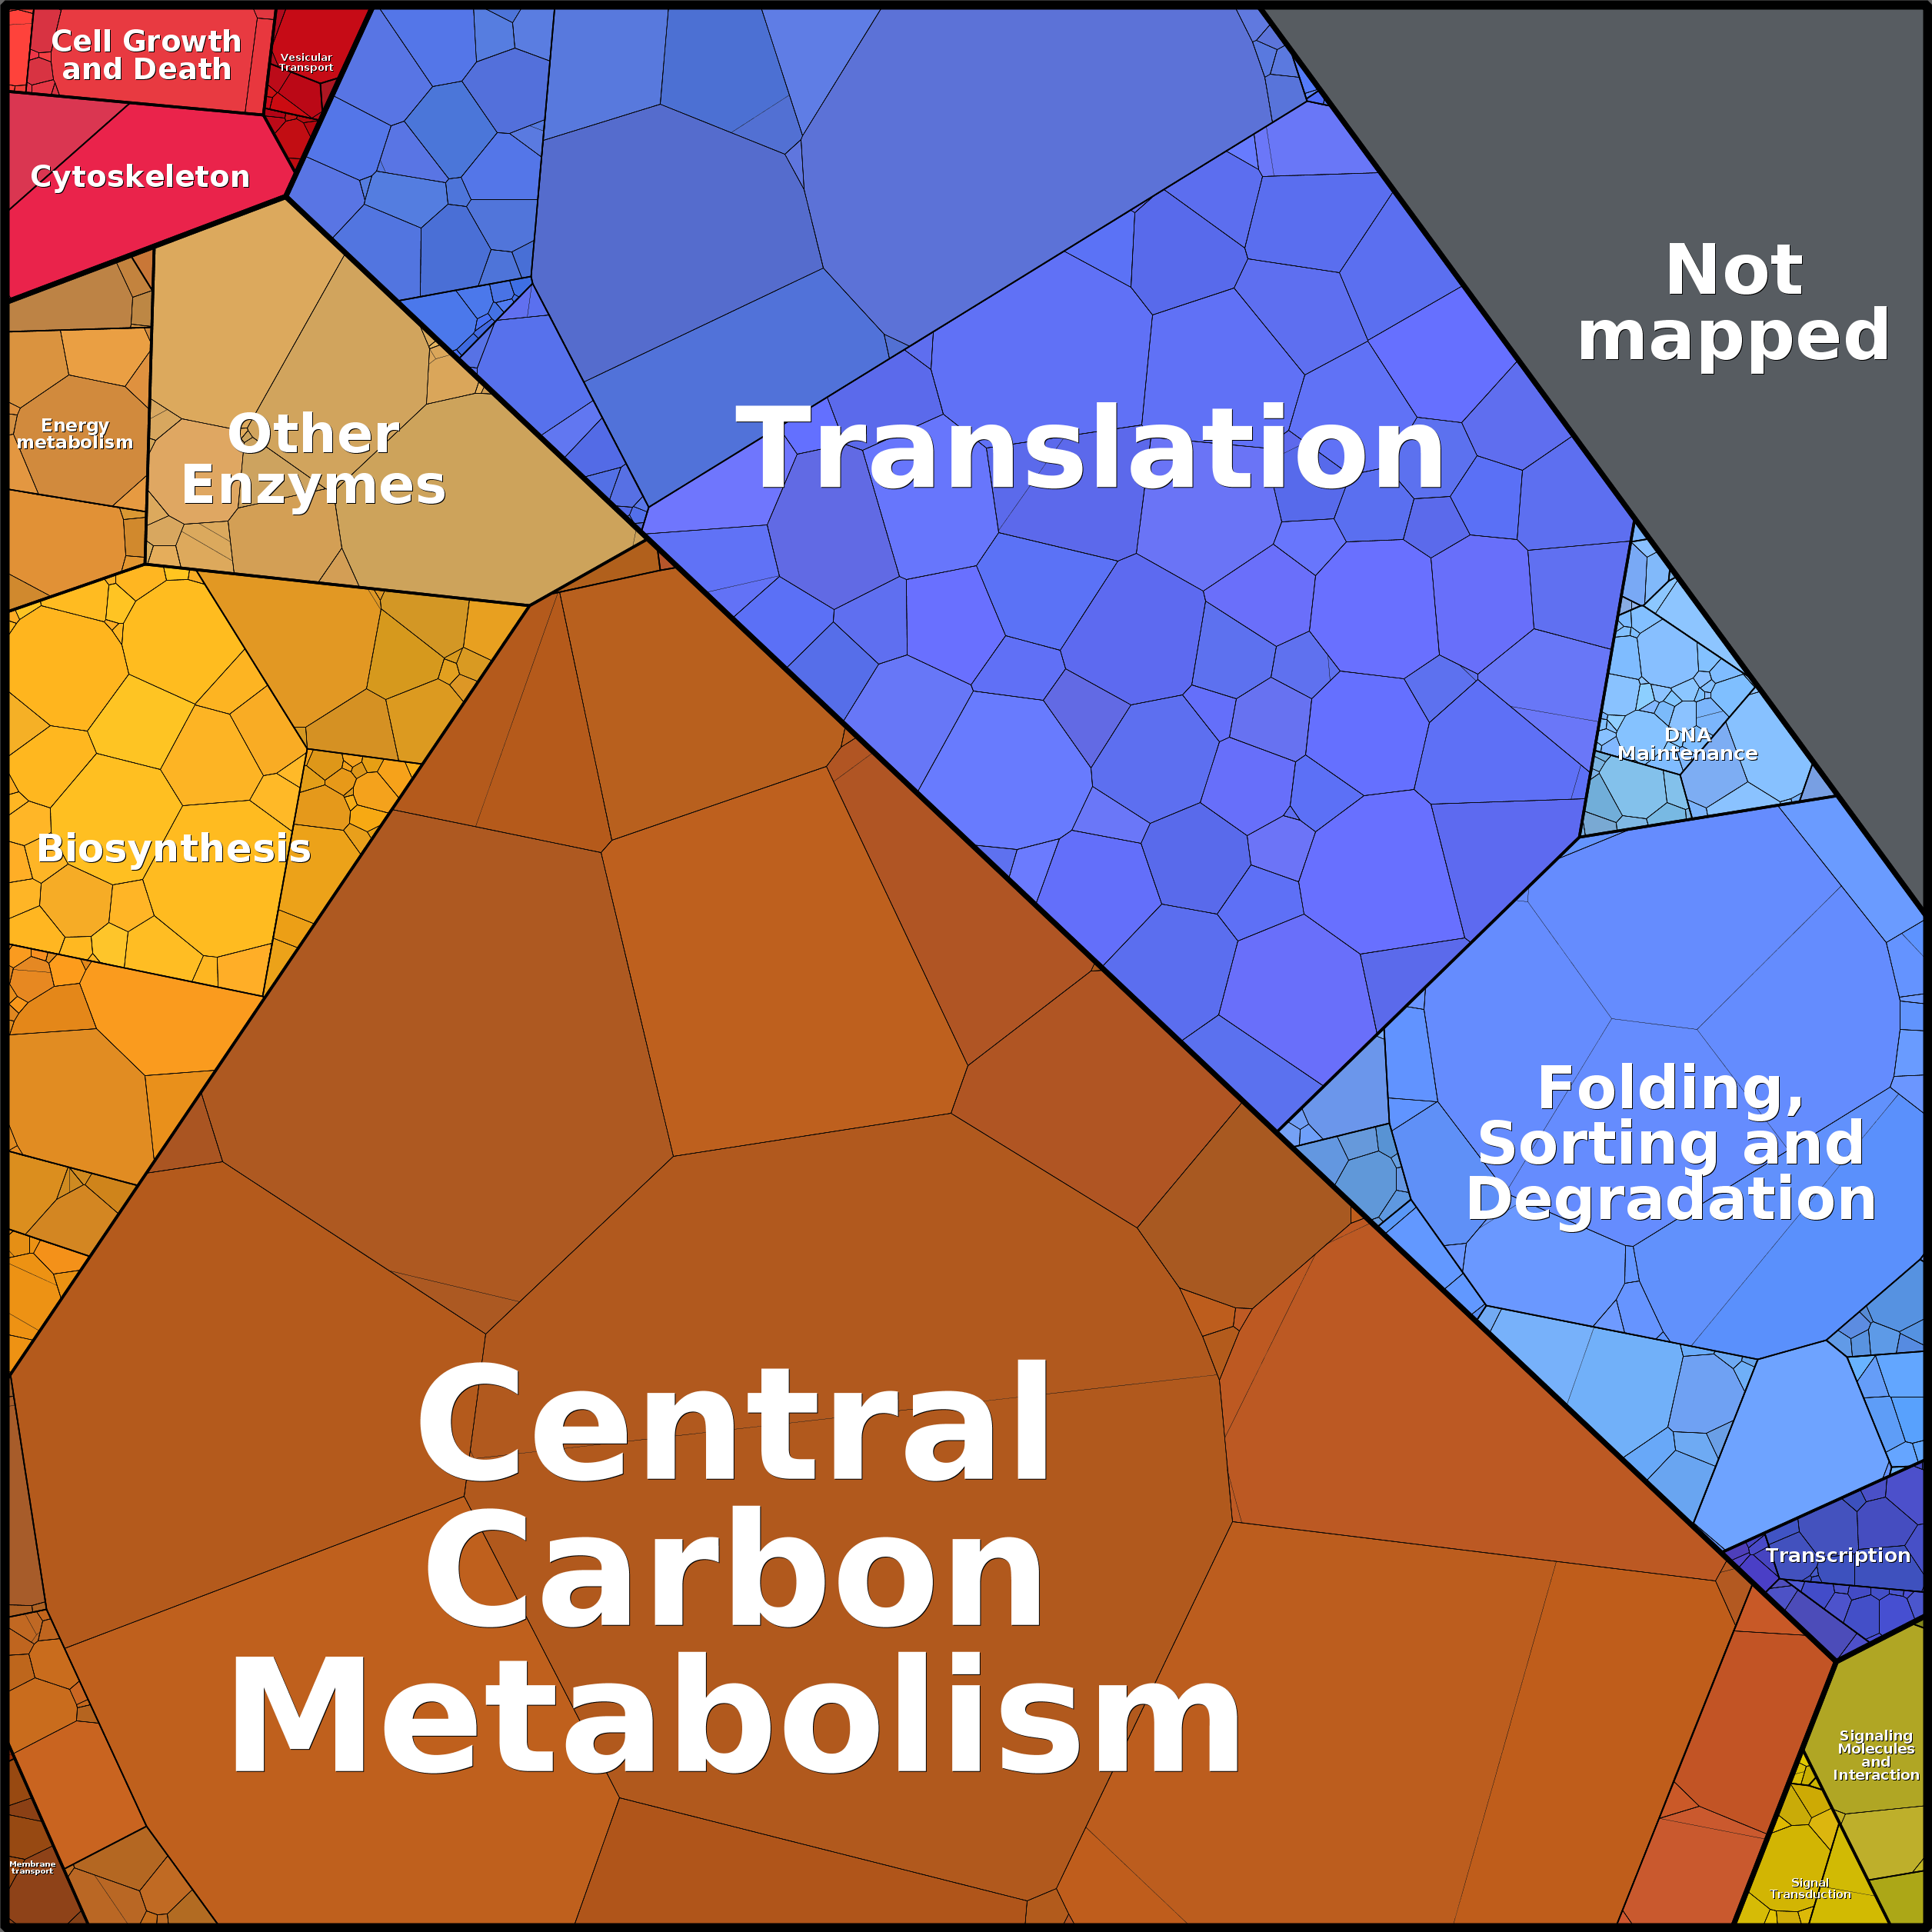 Cell Growth
and Death
Vesicular
Transport
Cytoskeleton
Not
mapped
Translation
Energy
metabolism
Other
Enzymes
DNA
Maintenance
Biosynthesis
Folding,
Sorting and
Degradation
Central
Carbon
Metabolism
Transcription
Signaling
Molecules
and
Interaction
Membrane
transport
Signal
Transduction